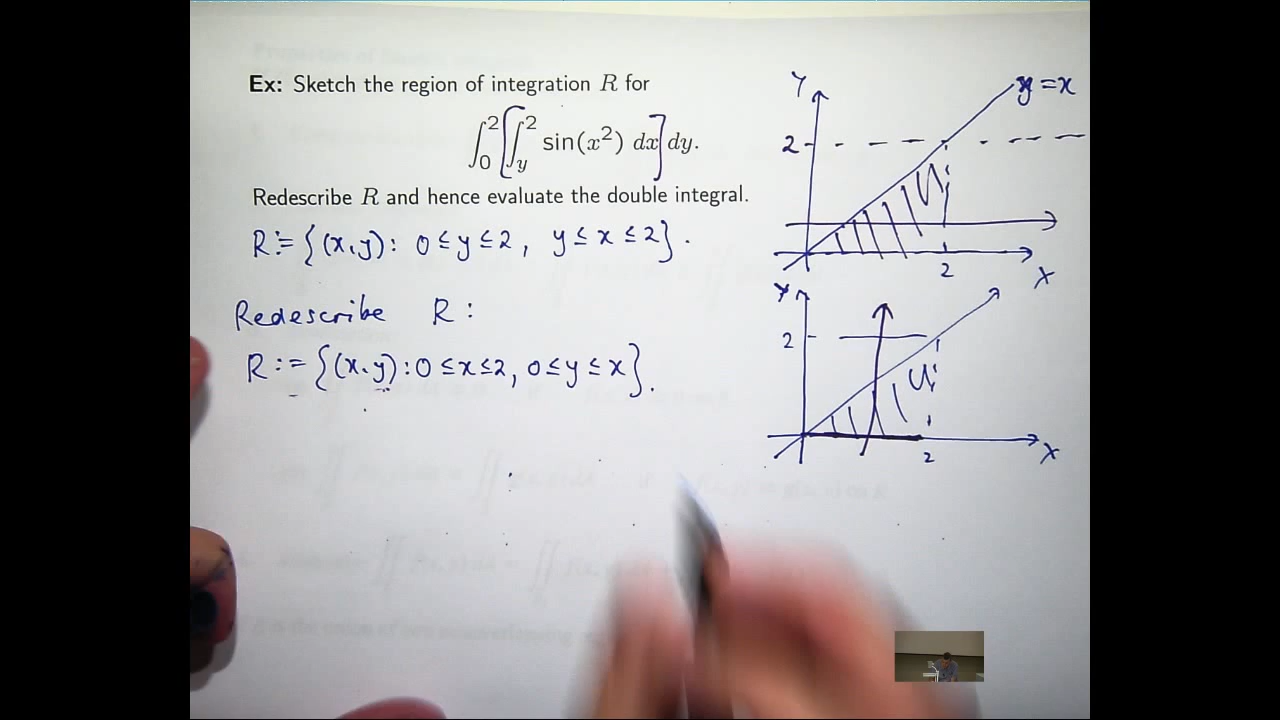 Ex: Sketch the region of integration R for
∫₀² [∫ᵧ² sin(x²) dx] dy.
Redescribe R and hence evaluate the double integral.
R := {(x,y): 0 ≤ y ≤ 2, y ≤ x ≤ 2}.
Redescribe R :
R := {(x,y): 0 ≤ x ≤ 2, 0 ≤ y ≤ x}.
y
y = x
2
2
x
y
2
2
x